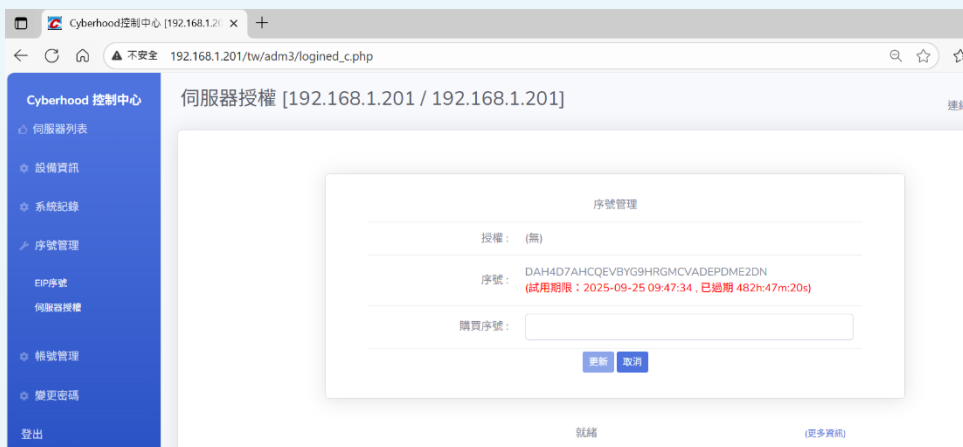 Cyberhood控制中心 [192.168.1.20
不安全 192.168.1.201/tw/adm3/logined_c.php
Cyberhood 控制中心
伺服器列表
設備資訊
系統記錄
序號管理
EIP序號
伺服器授權
帳號管理
變更密碼
登出
伺服器授權 [192.168.1.201 / 192.168.1.201]
連線
序號管理
授權 : (無)
序號 : DAH4D7AHCQEVBYG9HRGMCVADEPDME2DN
(試用期限：2025-09-25 09:47:34 , 已過期 482h:47m:20s)
購買序號 :
更新 取消
就緒 (更多資訊)